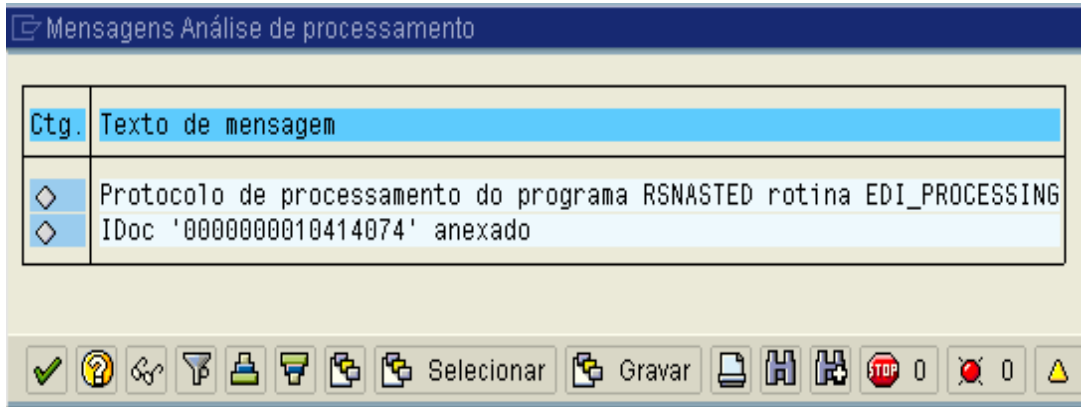 Mensagens Análise de processamento
Ctg. Texto de mensagem
Protocolo de processamento do programa RSNASTED rotina EDI_PROCESSING
IDoc '0000000010414074' anexado
Selecionar Gravar STOP 0 0